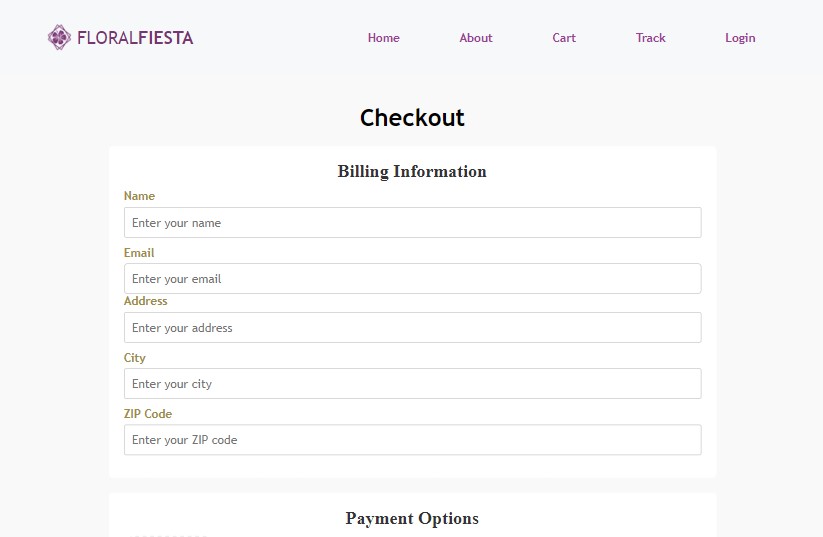 FLORALFIESTA Home About Cart Track Login
Checkout
Billing Information
Name
Enter your name
Email
Enter your email
Address
Enter your address
City
Enter your city
ZIP Code
Enter your ZIP code
Payment Options